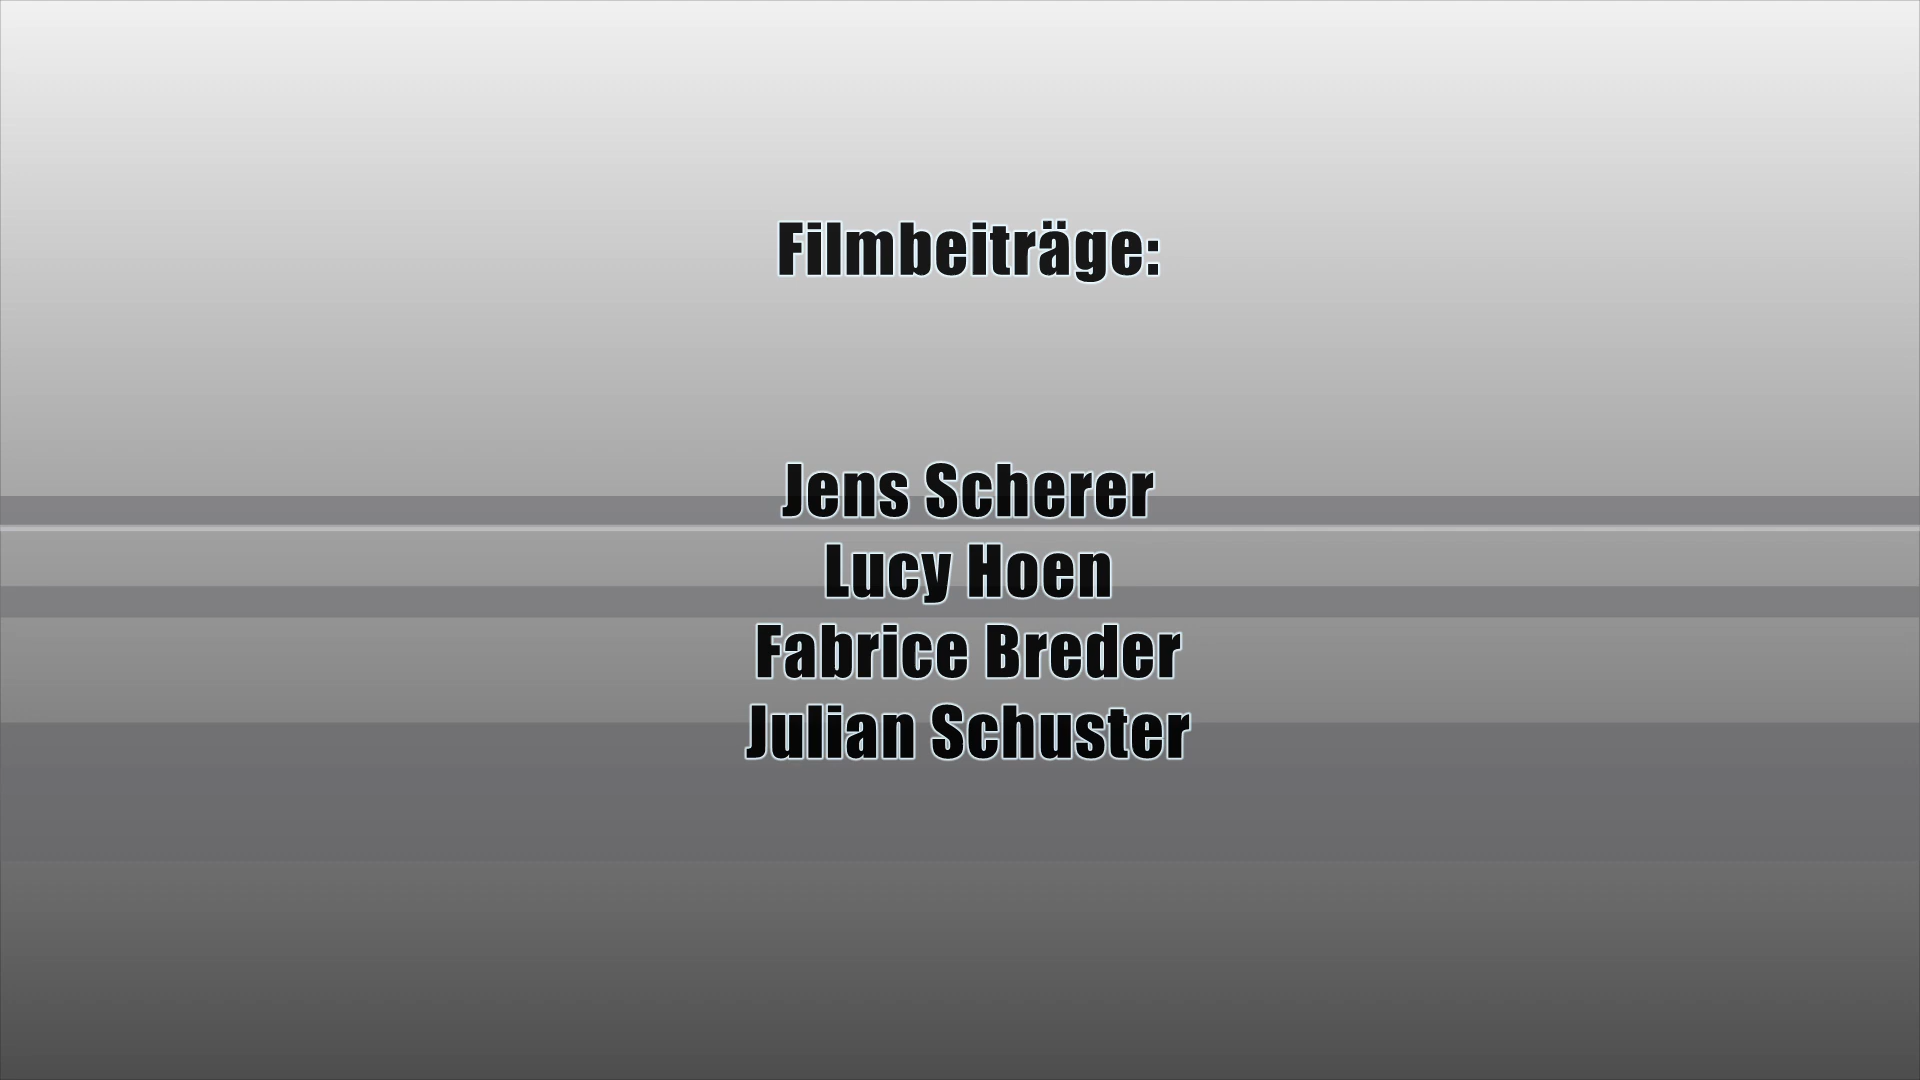 Filmbeiträge:
Jens Scherer
Lucy Hoen
Fabrice Breder
Julian Schuster